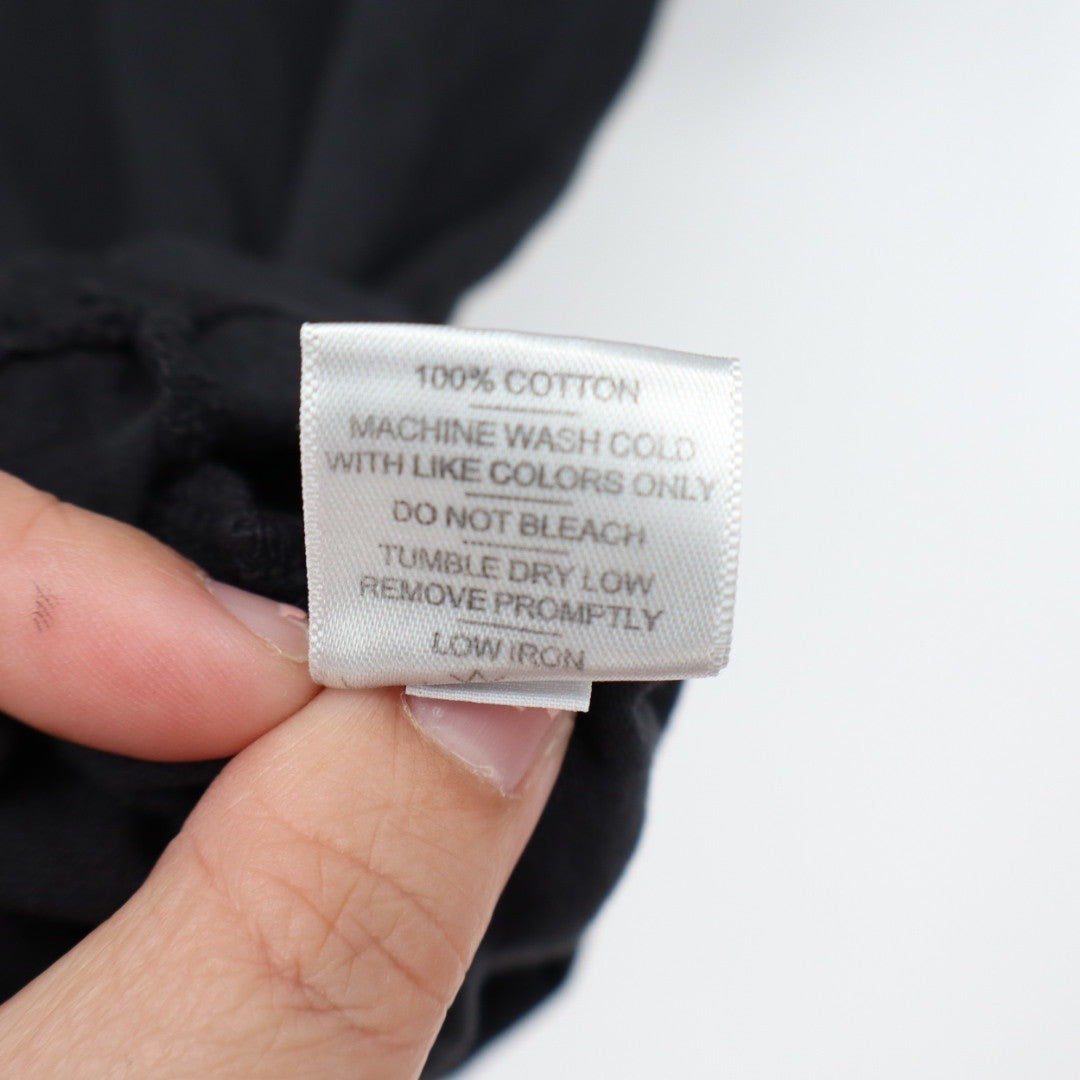 100% COTTON
MACHINE WASH COLD
WITH LIKE COLORS ONLY
DO NOT BLEACH
TUMBLE DRY LOW
REMOVE PROMPTLY
LOW IRON